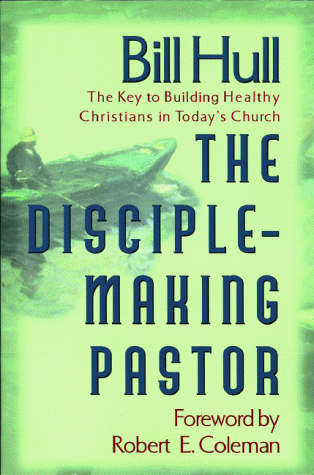 Bill Hull
The Key to Building Healthy
Christians in Today's Church
THE
DISCIPLE-
MAKING
PASTOR
Foreword by
Robert E. Coleman